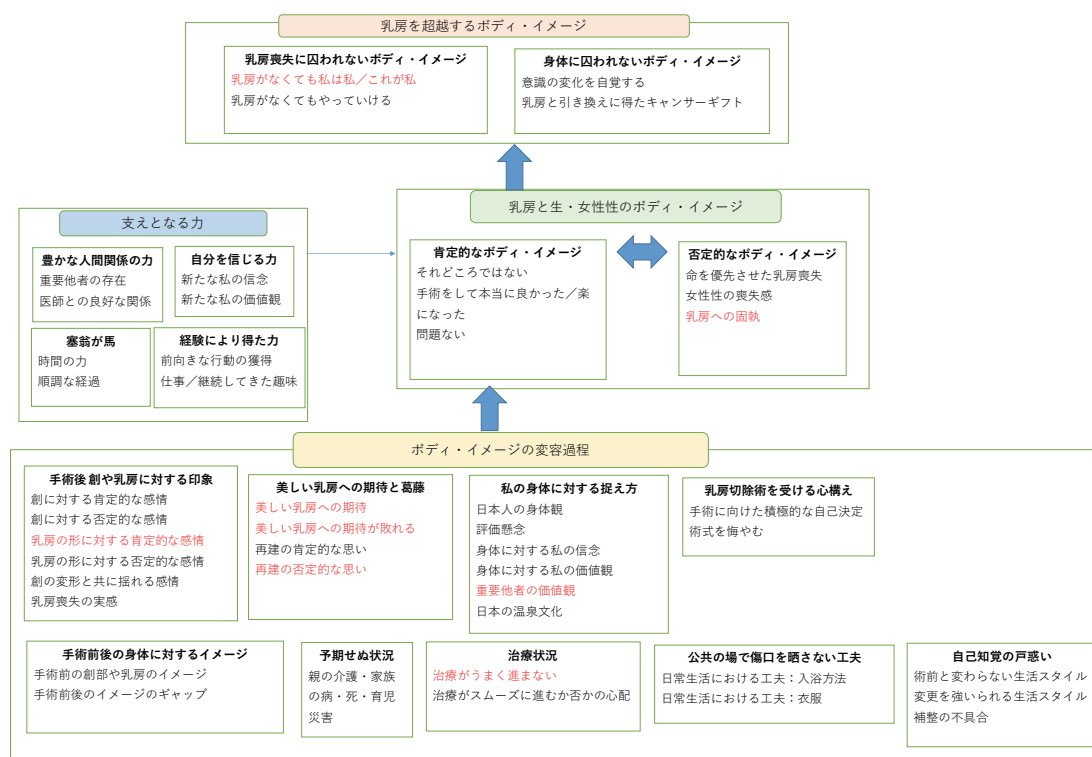 乳房を超越するボディ・イメージ
乳房喪失に囚われないボディ・イメージ
乳房がなくても私は私／これが私
乳房がなくてもやっていける
身体に囚われないボディ・イメージ
意識の変化を自覚する
乳房と引き換えに得たキャンサーギフト
支えとなる力
豊かな人間関係の力
重要他者の存在
医師との良好な関係
自分を信じる力
新たな私の信念
新たな私の価値観
塞翁が馬
時間の力
順調な経過
経験により得た力
前向きな行動の獲得
仕事／継続してきた趣味
乳房と生・女性性のボディ・イメージ
肯定的なボディ・イメージ
それどころではない
手術をして本当に良かった／楽
になった
問題ない
否定的なボディ・イメージ
命を優先させた乳房喪失
女性性の喪失感
乳房への固執
ボディ・イメージの変容過程
手術後 創や乳房に対する印象
創に対する肯定的な感情
創に対する否定的な感情
乳房の形に対する肯定的な感情
乳房の形に対する否定的な感情
創の変形と共に揺れる感情
乳房喪失の実感
美しい乳房への期待と葛藤
美しい乳房への期待
美しい乳房への期待が敗れる
再建の肯定的な思い
再建の否定的な思い
私の身体に対する捉え方
日本人の身体観
評価懸念
身体に対する私の信念
身体に対する私の価値観
重要他者の価値観
日本の温泉文化
乳房切除術を受ける心構え
手術に向けた積極的な自己決定
術式を悔やむ
手術前後の身体に対するイメージ
手術前の創部や乳房のイメージ
手術前後のイメージのギャップ
予期せぬ状況
親の介護・家族
の病・死・育児
災害
治療状況
治療がうまく進まない
治療がスムーズに進むか否かの心配
公共の場で傷口を晒さない工夫
日常生活における工夫：入浴方法
日常生活における工夫：衣服
自己知覚の戸惑い
術前と変わらない生活スタイル
変更を強いられる生活スタイル
補整の不具合